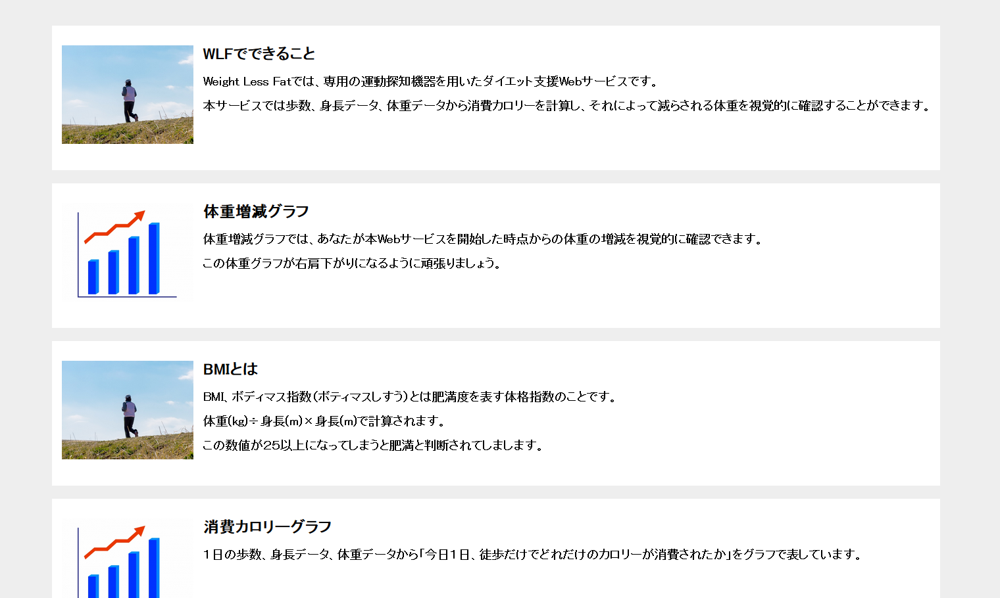 WLFでできること
Weight Less Fatでは、専用の運動探知機器を用いたダイエット支援Webサービスです。
本サービスでは歩数、身長データ、体重データから消費カロリーを計算し、それによって減らされる体重を視覚的に確認することができます。
体重増減グラフ
体重増減グラフでは、あなたが本Webサービスを開始した時点からの体重の増減を視覚的に確認できます。
この体重グラフが右肩下がりになるように頑張りましょう。
BMIとは
BMI、ボディマス指数(ボティマスしすう)とは肥満度を表す体格指数のことです。
体重(kg)÷身長(m)×身長(m)で計算されます。
この数値が25以上になってしまうと肥満と判断されてしまします。
消費カロリーグラフ
1日の歩数、身長データ、体重データから「今日1日、徒歩だけでどれだけのカロリーが消費されたか」をグラフで表しています。